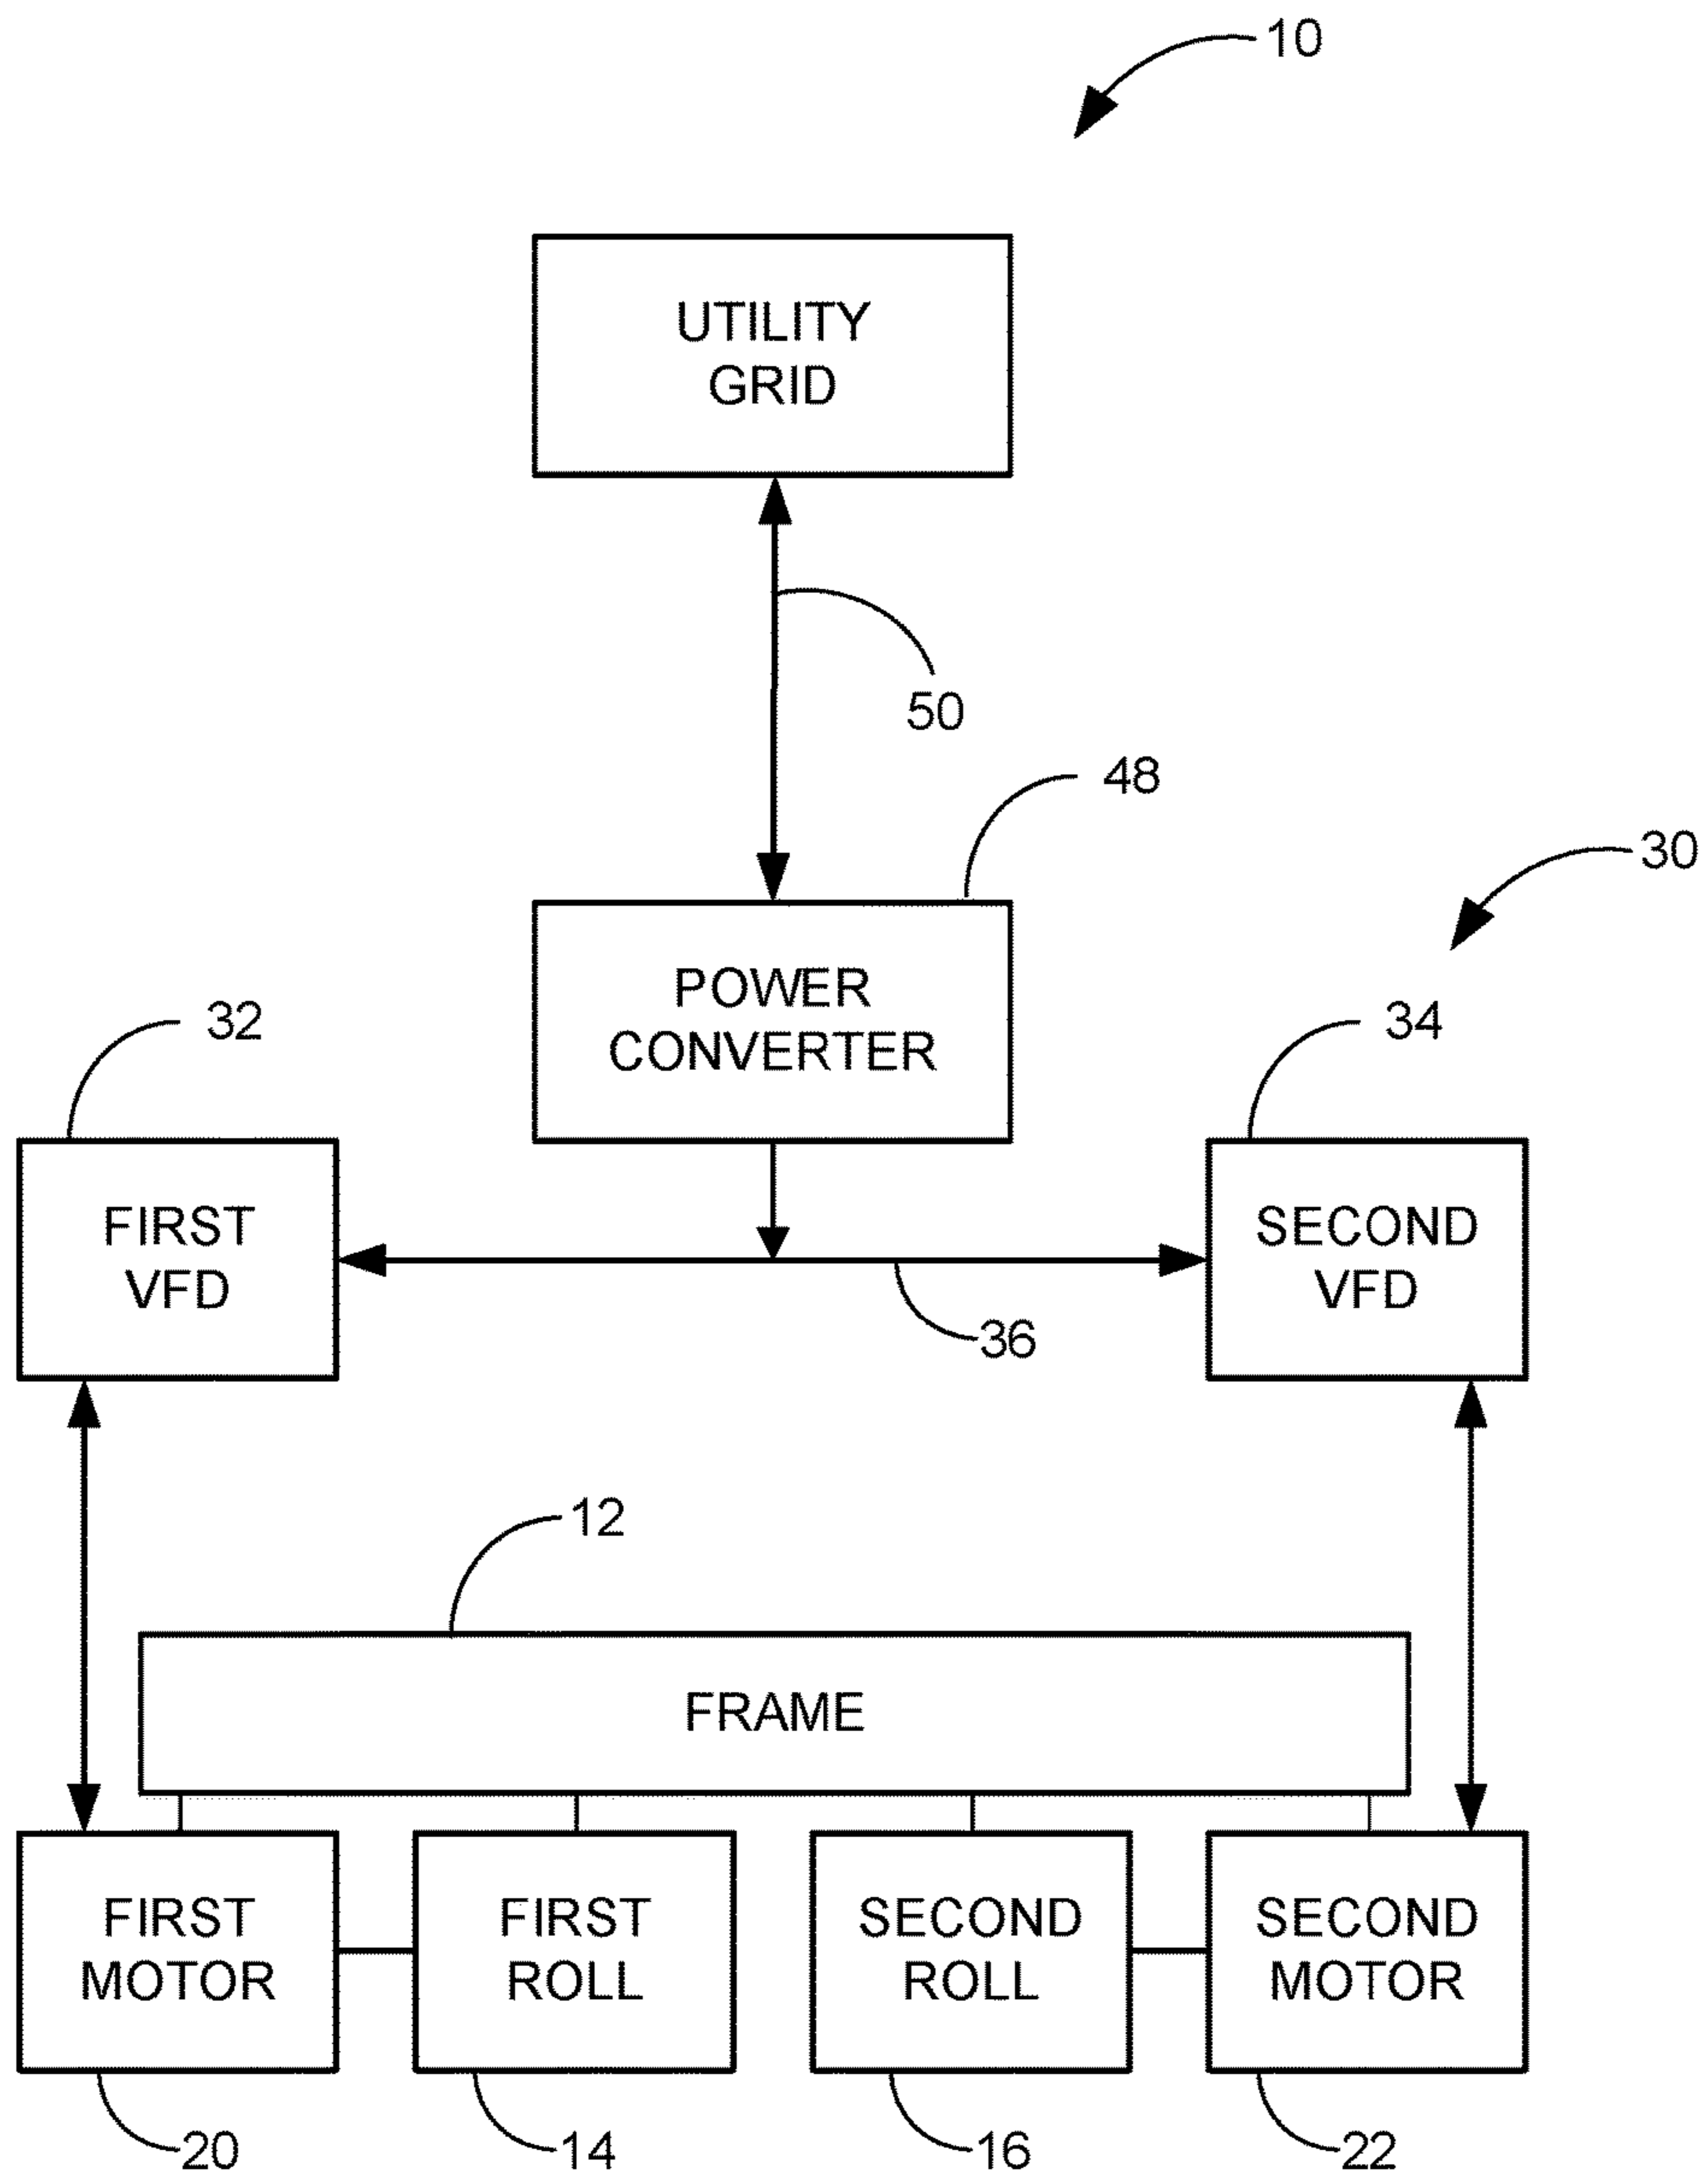 10
UTILITY
GRID
50
48
30
POWER
CONVERTER
32
34
FIRST
VFD
SECOND
VFD
36
12
FRAME
FIRST
MOTOR
FIRST
ROLL
SECOND
ROLL
SECOND
MOTOR
20
14
16
22